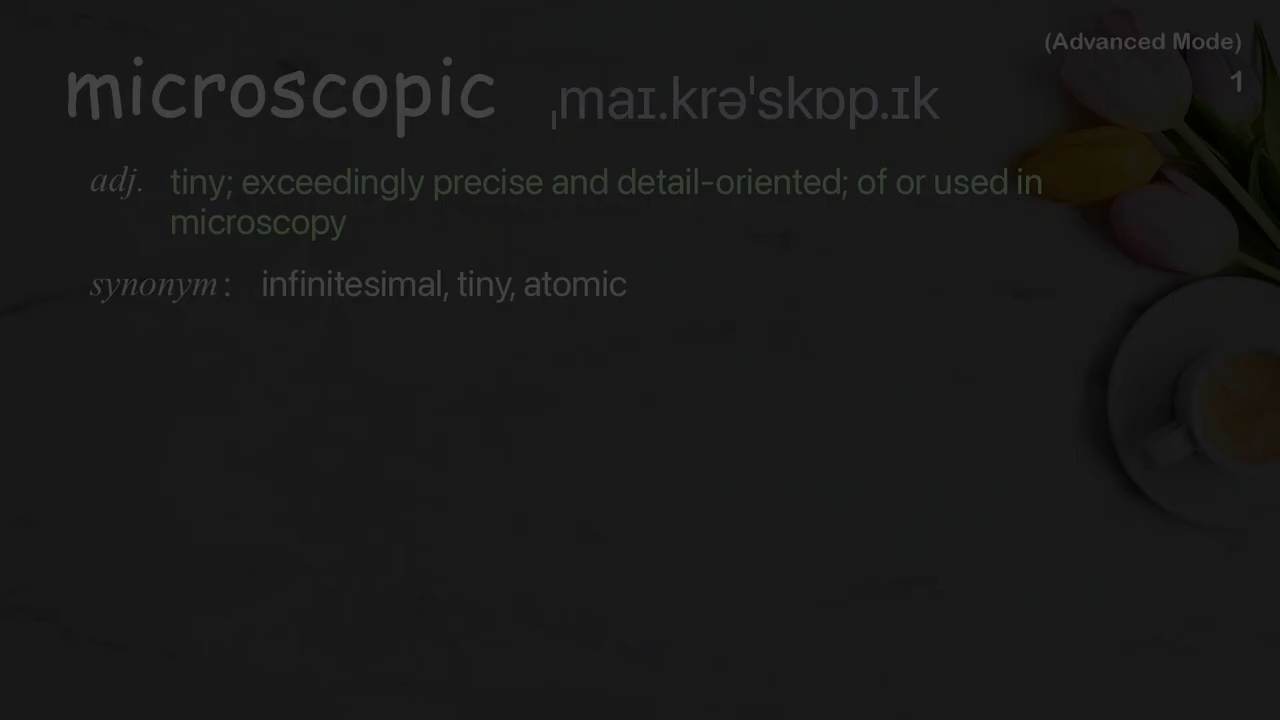 (Advanced Mode)
microscopic ˌmaɪ.krəˈskɒp.ɪk
1
adj. tiny; exceedingly precise and detail-oriented; of or used in
microscopy
synonym : infinitesimal, tiny, atomic